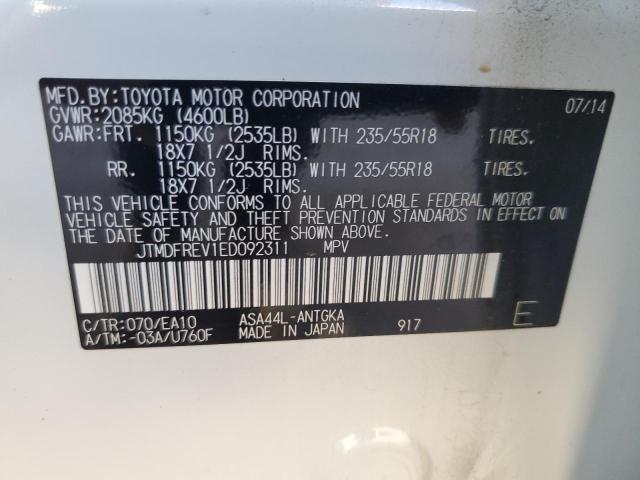 MFD.BY:TOYOTA MOTOR CORPORATION 07/14
GVWR:2085KG (4600LB)
GAWR:FRT. 1150KG (2535LB) WITH 235/55R18 TIRES.
18X7 1/2J RIMS.
RR. 1150KG (2535LB) WITH 235/55R18 TIRES.
18X7 1/2J RIMS.
THIS VEHICLE CONFORMS TO ALL APPLICABLE FEDERAL MOTOR
VEHICLE SAFETY AND THEFT PREVENTION STANDARDS IN EFFECT ON
THE DATE OF MANUFACTURE SHOWN ABOVE.
JTMDFREV1ED092311 MPV
C/TR:070/EA10 ASA44L-ANTGKA
A/TM:-03A/U760F MADE IN JAPAN 917 E